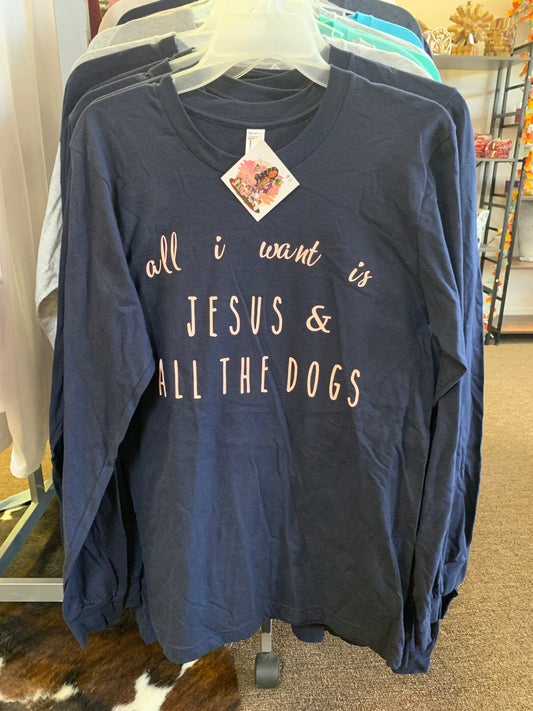 all i want is
JESUS &
ALL THE DOGS